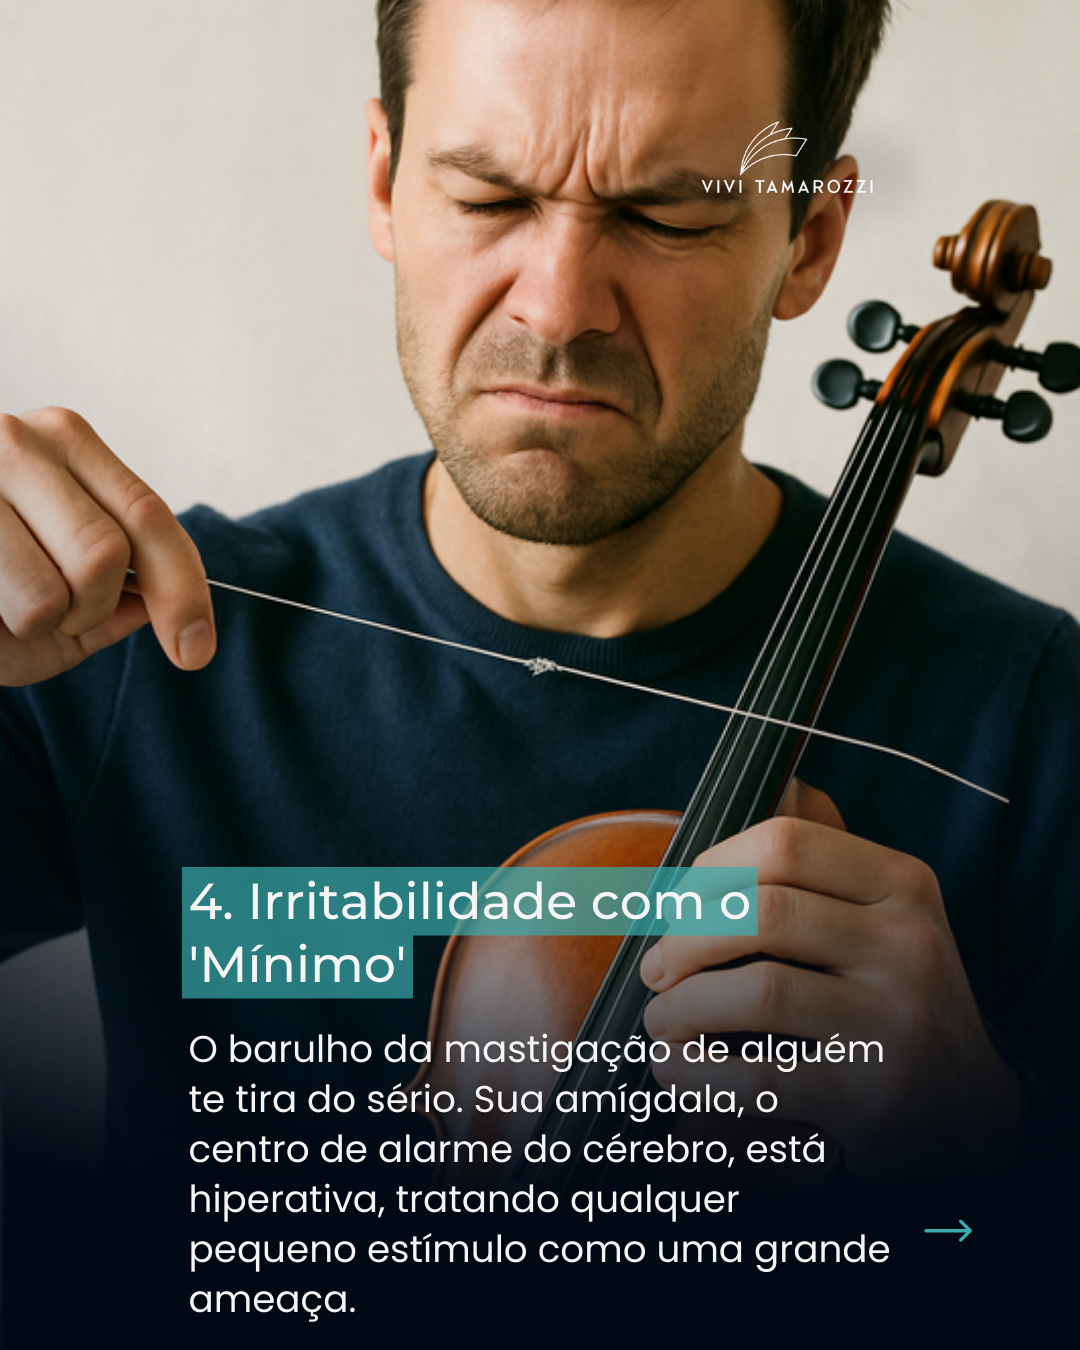 VIVI TAMAROZZI
4. Irritabilidade com o
'Mínimo'
O barulho da mastigação de alguém
te tira do sério. Sua amígdala, o
centro de alarme do cérebro, está
hiperativa, tratando qualquer
pequeno estímulo como uma grande
ameaça.